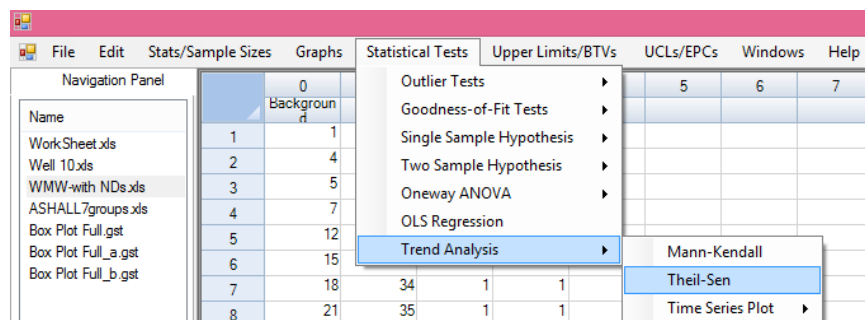 File Edit Stats/Sample Sizes Graphs Statistical Tests Upper Limits/BTVs UCLs/EPCs Windows Help
Navigation Panel
Name
WorkSheet.xls
Well 10.xls
WMW-with NDs.xls
ASHALL7groups.xls
Box Plot Full.gst
Box Plot Full_a.gst
Box Plot Full_b.gst
0 5 6 7
Backgroun
d
1 1
2 4
3 5
4 7
5 12
6 15
7 18 34 1 1
8 21 35 1 1
Outlier Tests
Goodness-of-Fit Tests
Single Sample Hypothesis
Two Sample Hypothesis
Oneway ANOVA
OLS Regression
Trend Analysis
Mann-Kendall
Theil-Sen
Time Series Plot